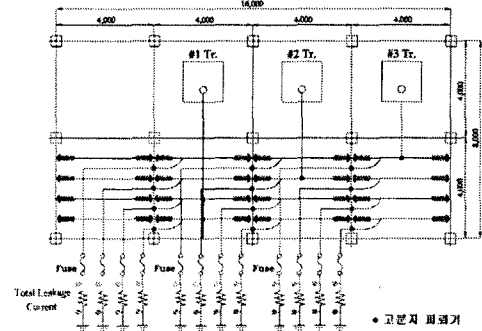 16,000
4,000 4,000 4,000 4,000
#1 Tr. #2 Tr. #3 Tr.
4,000
8,000
4,000
Fuse Fuse Fuse
Total Leakage
Current
● 고분자 피뢰기